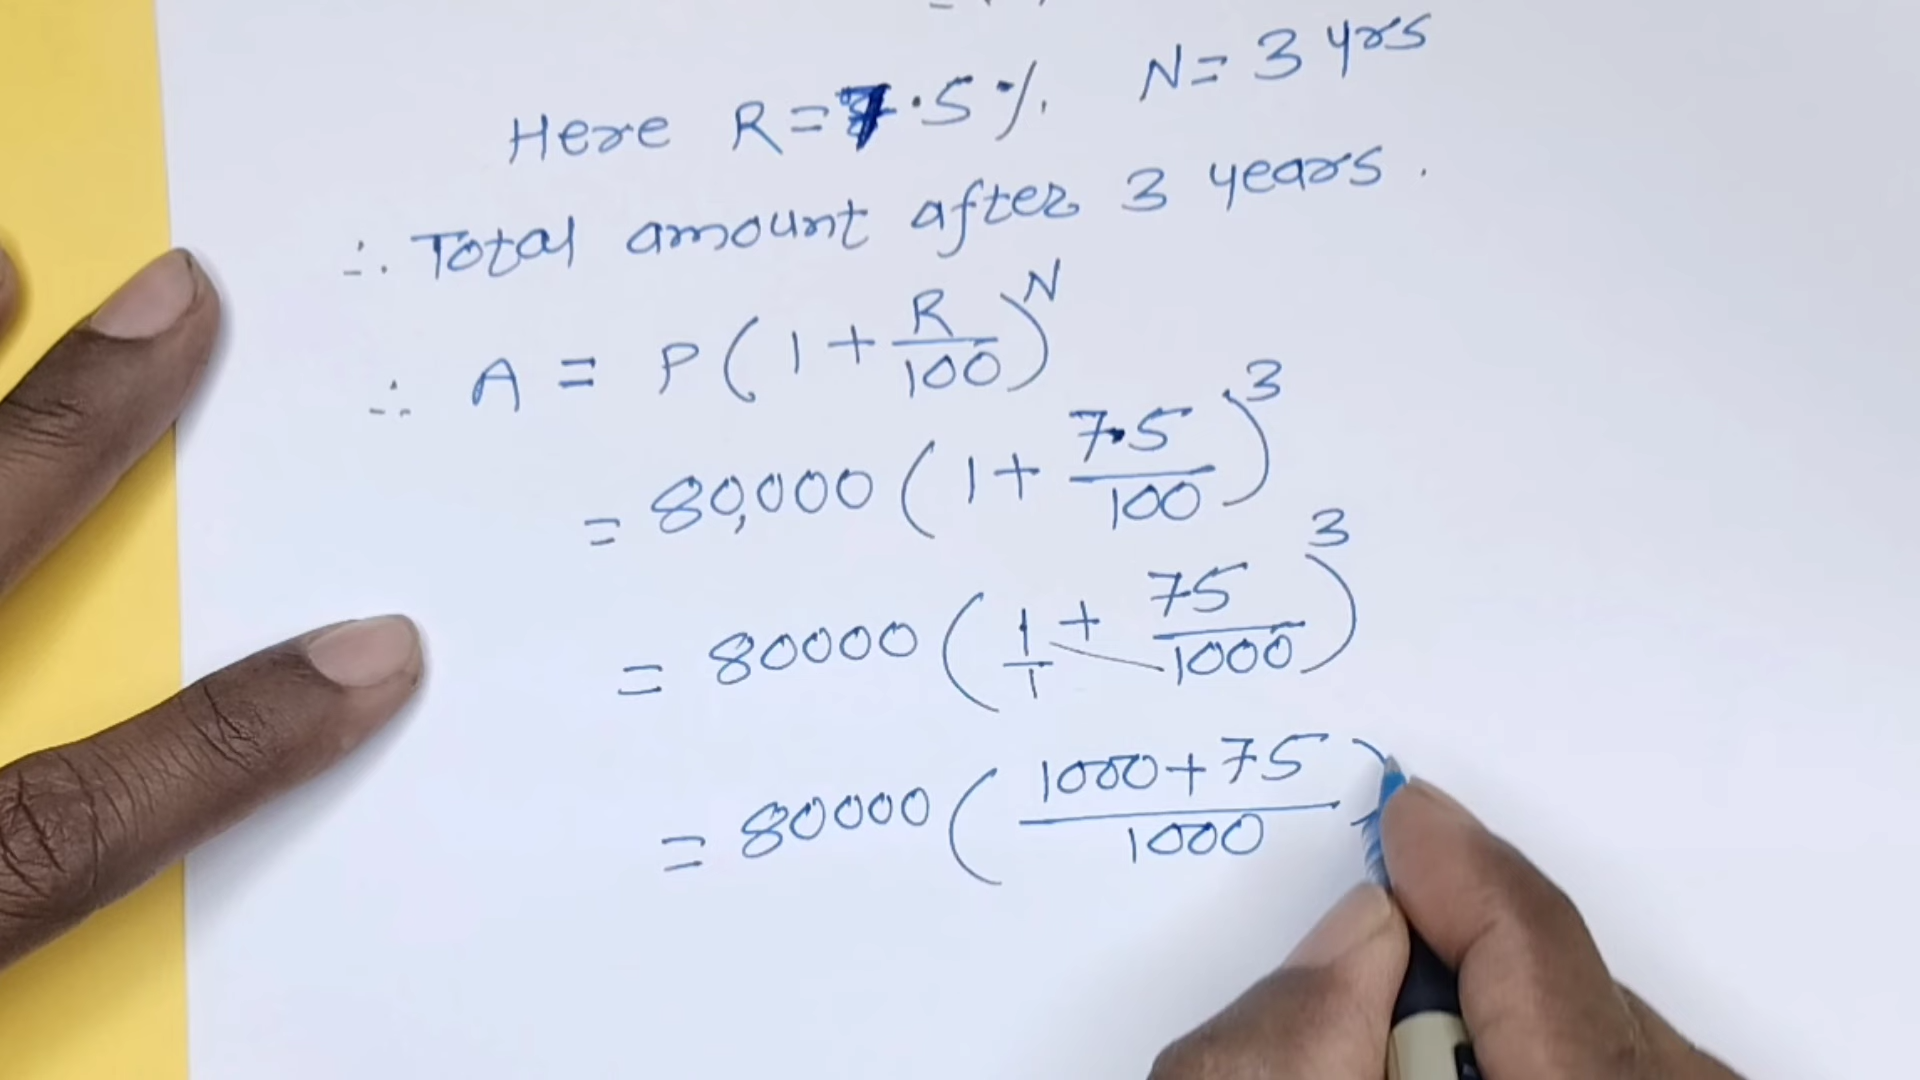 Here R = 7.5% N = 3 yrs
∴ Total amount after 3 years.
∴ A = P(1 + R/100)^N
= 80,000 (1 + 7.5/100)^3
= 80000 (1/1 + 75/1000)^3
= 80000 (1000+75/1000)